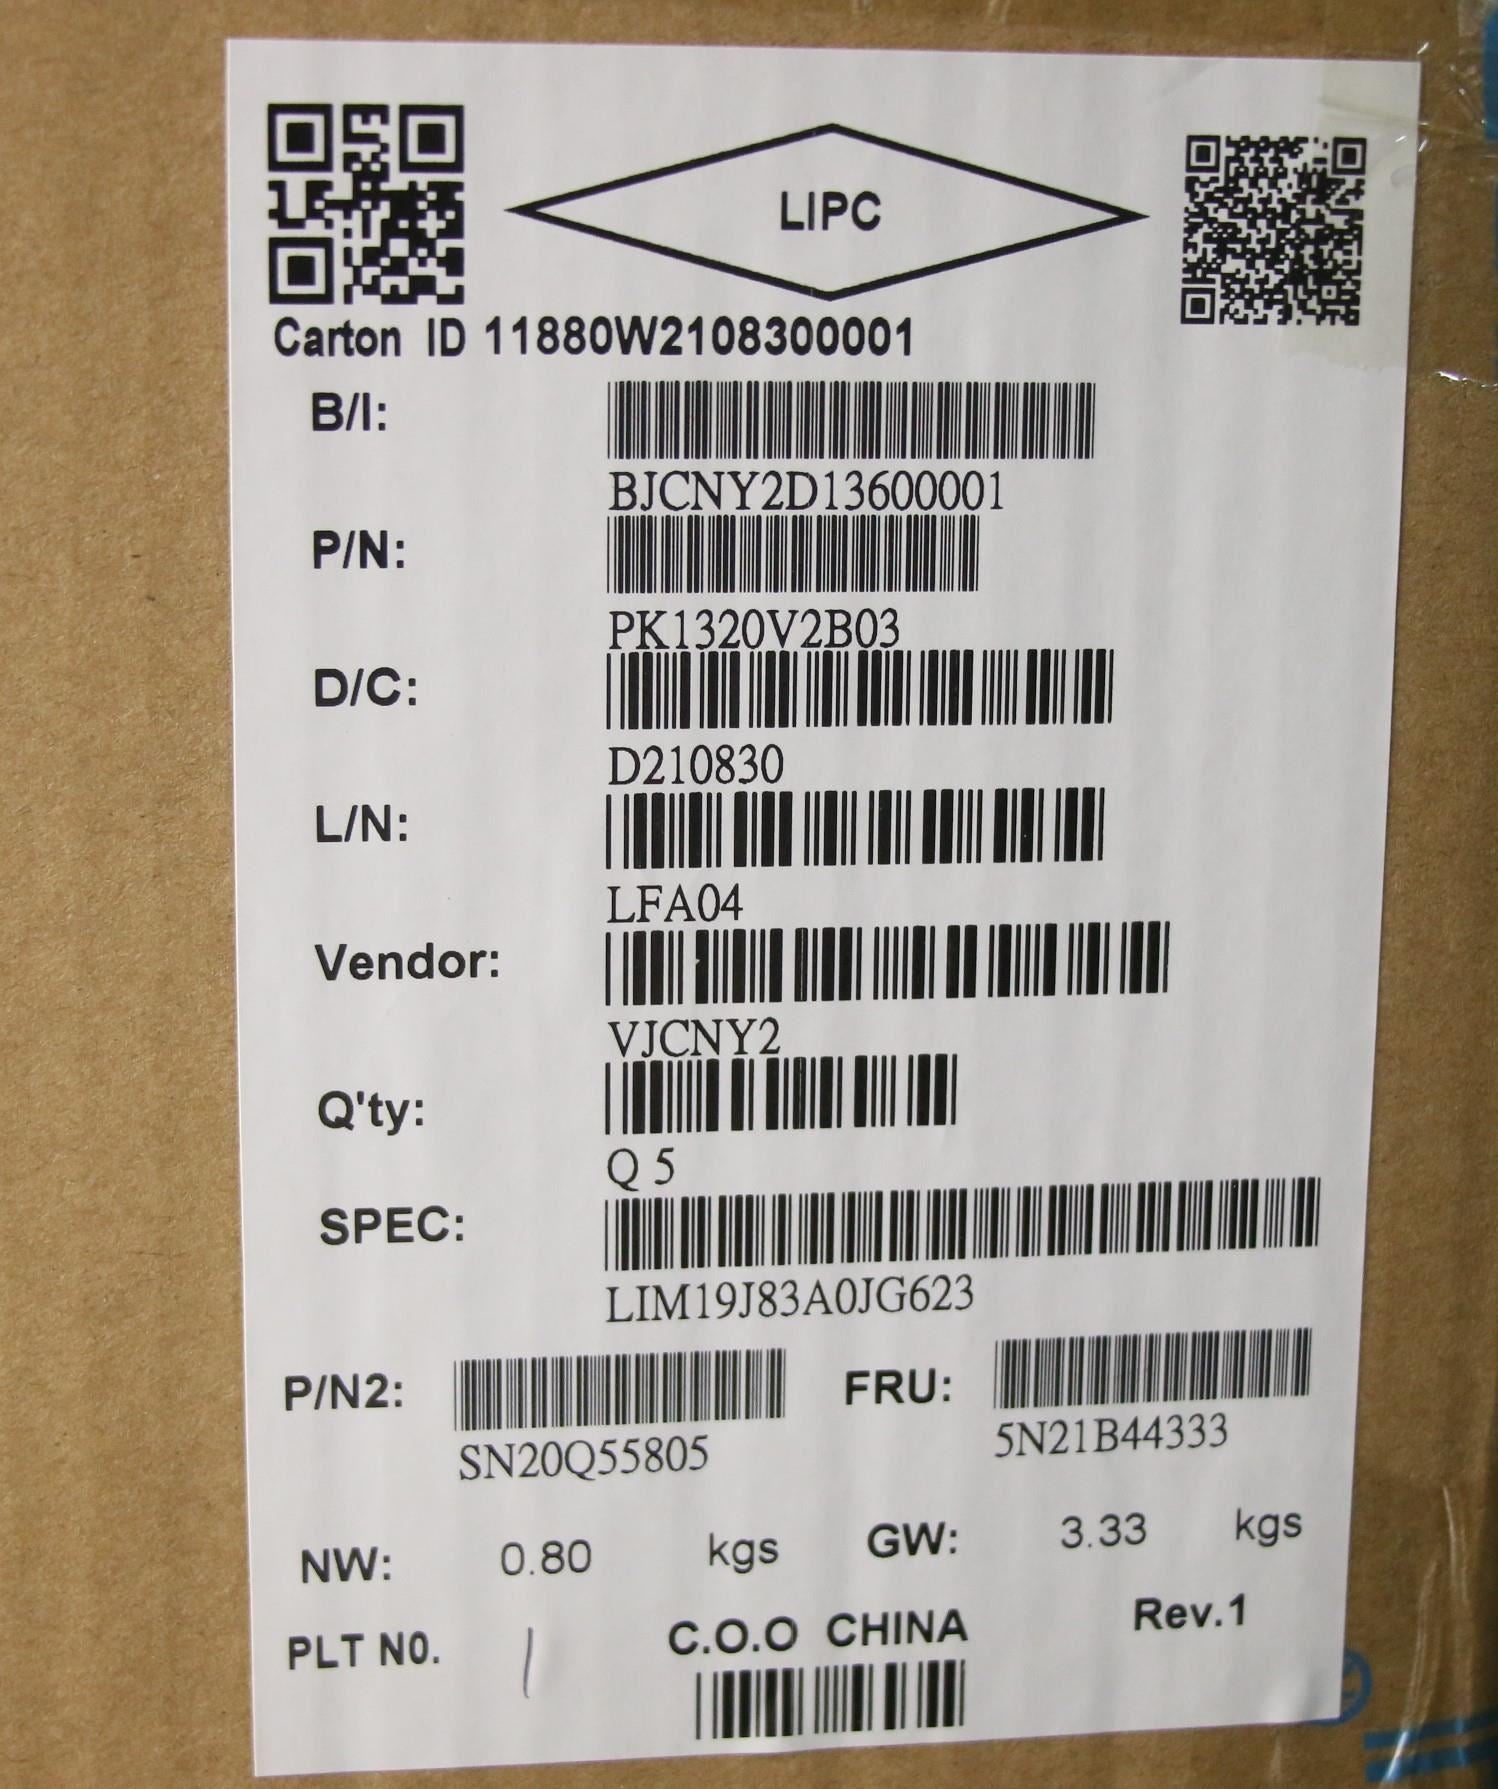 LIPC
Carton ID 11880W2108300001
B/I:
BJCNY2D13600001
P/N:
PK1320V2B03
D/C:
D210830
L/N:
LFA04
Vendor:
VJCNY2
Q'ty:
Q 5
SPEC:
LIM19J83A0JG623
P/N2: FRU:
SN20Q55805 5N21B44333
NW: 0.80 kgs GW: 3.33 kgs
PLT N0. 1 C.O.O CHINA Rev.1